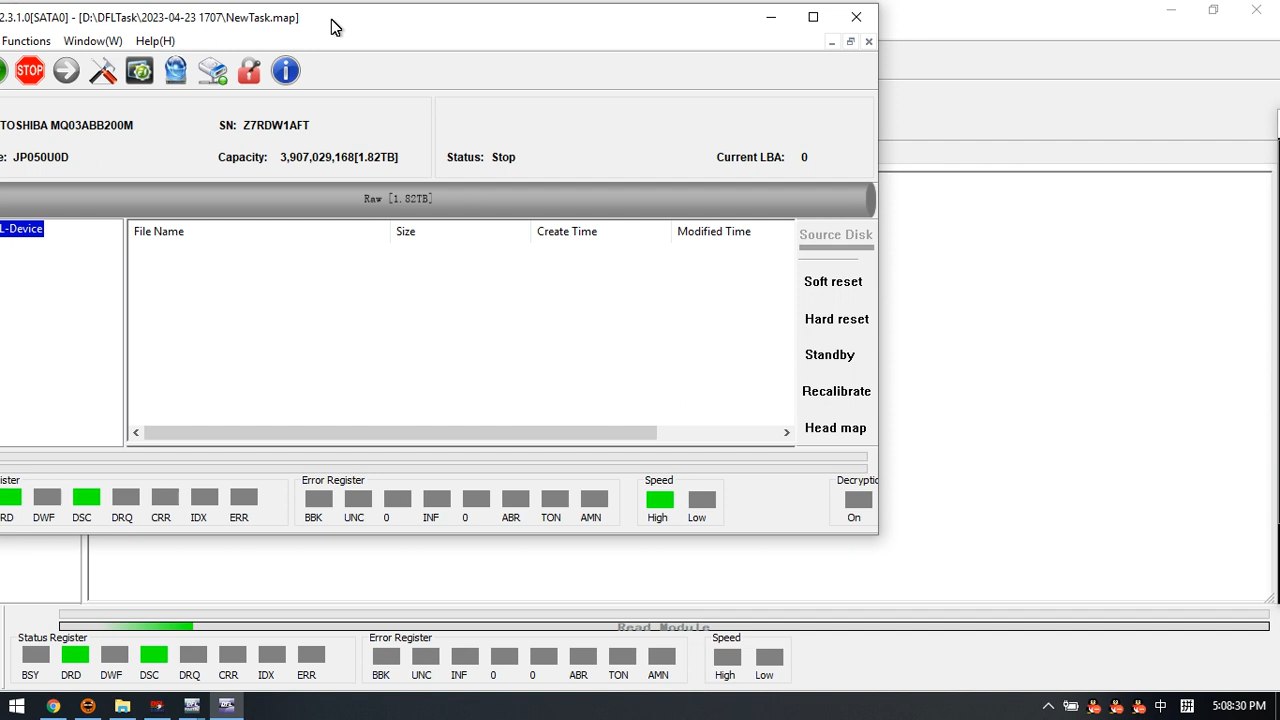 2.3.1.0[SATA0] - [D:\DFLTask\2023-04-23 1707\NewTask.map]
Functions Window(W) Help(H)
STOP
TOSHIBA MQ03ABB200M SN: Z7RDW1AFT
e: JP050U0D Capacity: 3,907,029,168[1.82TB] Status: Stop Current LBA: 0
Raw [1.82TB]
L-Device File Name Size Create Time Modified Time Source Disk
Soft reset
Hard reset
Standby
Recalibrate
Head map
ister Error Register Speed Decryptic
RD DWF DSC DRQ CRR IDX ERR BBK UNC 0 INF 0 ABR TON AMN High Low On
Read Module
Status Register Error Register Speed
BSY DRD DWF DSC DRQ CRR IDX ERR BBK UNC INF 0 0 ABR TON AMN High Low
中 拼 5:08:30 PM